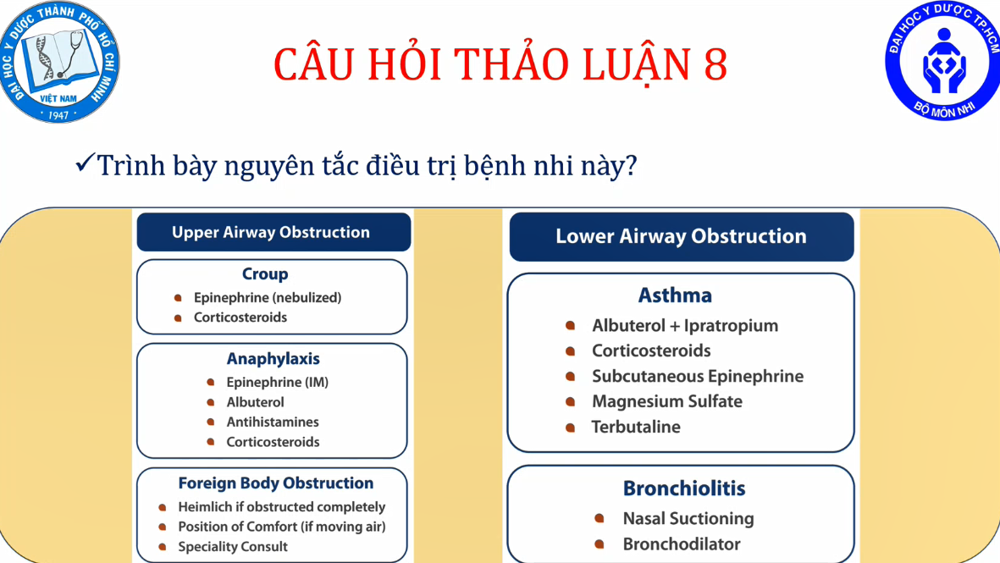 ĐẠI HỌC Y DƯỢC THÀNH PHỐ HỒ CHÍ MINH
VIỆT NAM
· 1947 ·
CÂU HỎI THẢO LUẬN 8
ĐẠI HỌC Y DƯỢC TP.HCM
BỘ MÔN NHI
✓Trình bày nguyên tắc điều trị bệnh nhi này?
Upper Airway Obstruction
Croup
Epinephrine (nebulized)
Corticosteroids
Anaphylaxis
Epinephrine (IM)
Albuterol
Antihistamines
Corticosteroids
Foreign Body Obstruction
Heimlich if obstructed completely
Position of Comfort (if moving air)
Speciality Consult
Lower Airway Obstruction
Asthma
Albuterol + Ipratropium
Corticosteroids
Subcutaneous Epinephrine
Magnesium Sulfate
Terbutaline
Bronchiolitis
Nasal Suctioning
Bronchodilator